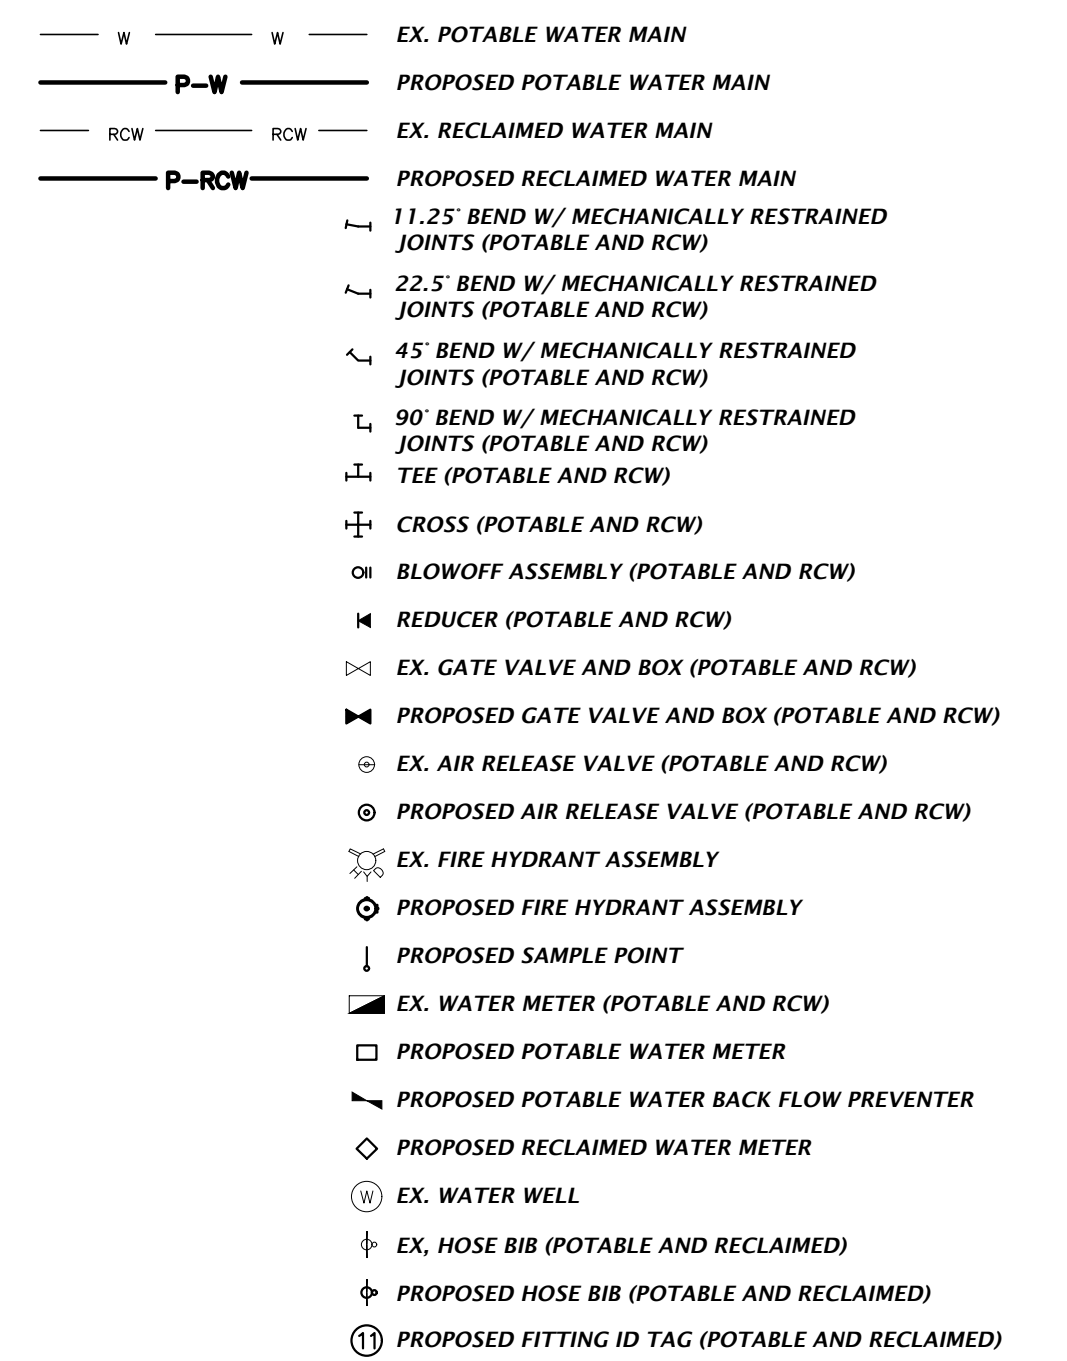 W W EX. POTABLE WATER MAIN
P-W PROPOSED POTABLE WATER MAIN
RCW RCW EX. RECLAIMED WATER MAIN
P-RCW PROPOSED RECLAIMED WATER MAIN
11.25° BEND W/ MECHANICALLY RESTRAINED
JOINTS (POTABLE AND RCW)
22.5° BEND W/ MECHANICALLY RESTRAINED
JOINTS (POTABLE AND RCW)
45° BEND W/ MECHANICALLY RESTRAINED
JOINTS (POTABLE AND RCW)
90° BEND W/ MECHANICALLY RESTRAINED
JOINTS (POTABLE AND RCW)
TEE (POTABLE AND RCW)
CROSS (POTABLE AND RCW)
BLOWOFF ASSEMBLY (POTABLE AND RCW)
REDUCER (POTABLE AND RCW)
EX. GATE VALVE AND BOX (POTABLE AND RCW)
PROPOSED GATE VALVE AND BOX (POTABLE AND RCW)
EX. AIR RELEASE VALVE (POTABLE AND RCW)
PROPOSED AIR RELEASE VALVE (POTABLE AND RCW)
EX. FIRE HYDRANT ASSEMBLY
PROPOSED FIRE HYDRANT ASSEMBLY
PROPOSED SAMPLE POINT
EX. WATER METER (POTABLE AND RCW)
PROPOSED POTABLE WATER METER
PROPOSED POTABLE WATER BACK FLOW PREVENTER
PROPOSED RECLAIMED WATER METER
W EX. WATER WELL
EX, HOSE BIB (POTABLE AND RECLAIMED)
PROPOSED HOSE BIB (POTABLE AND RECLAIMED)
11 PROPOSED FITTING ID TAG (POTABLE AND RECLAIMED)